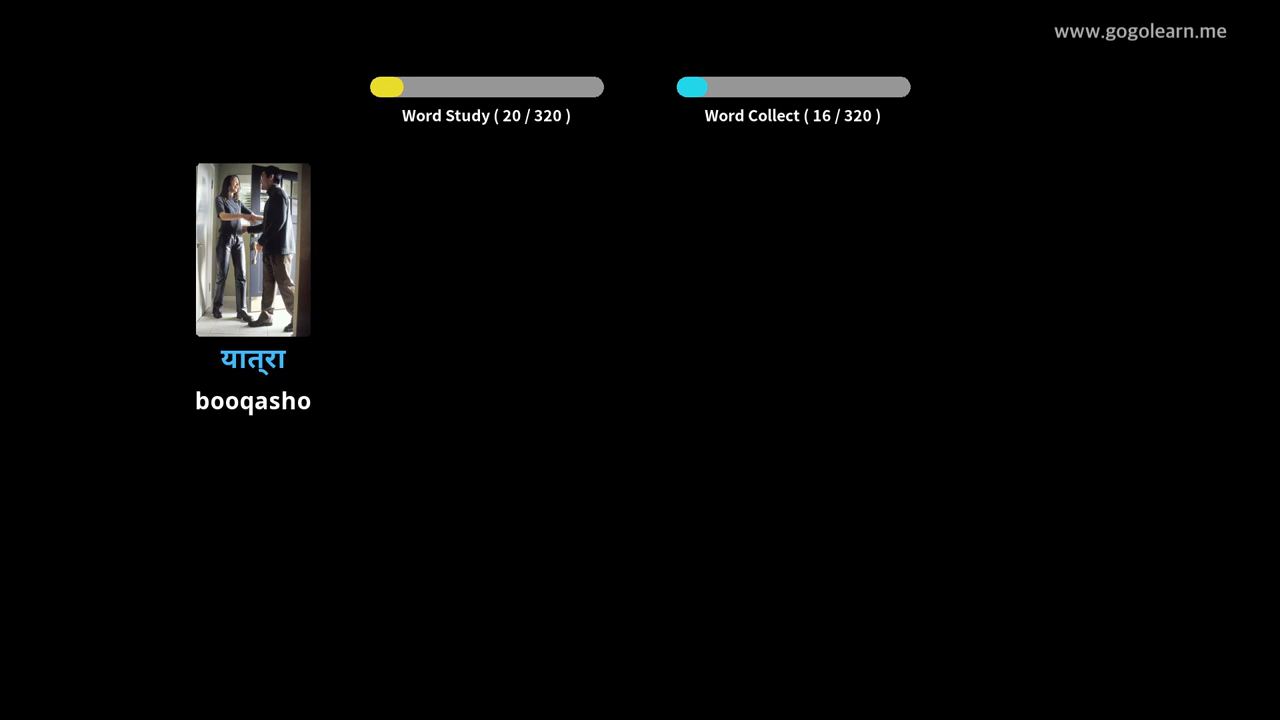 www.gogolearn.me
Word Study ( 20 / 320 )
Word Collect ( 16 / 320 )
यात्रा
booqasho